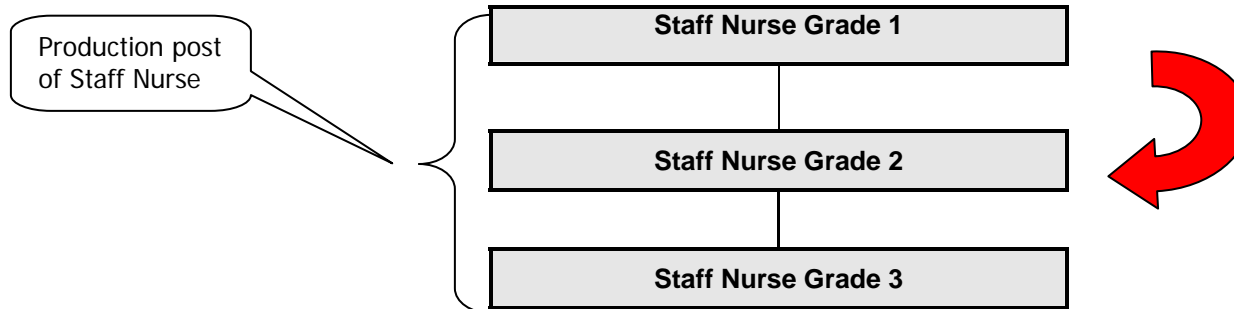 Staff Nurse Grade 1
Production post
of Staff Nurse
Staff Nurse Grade 2
Staff Nurse Grade 3